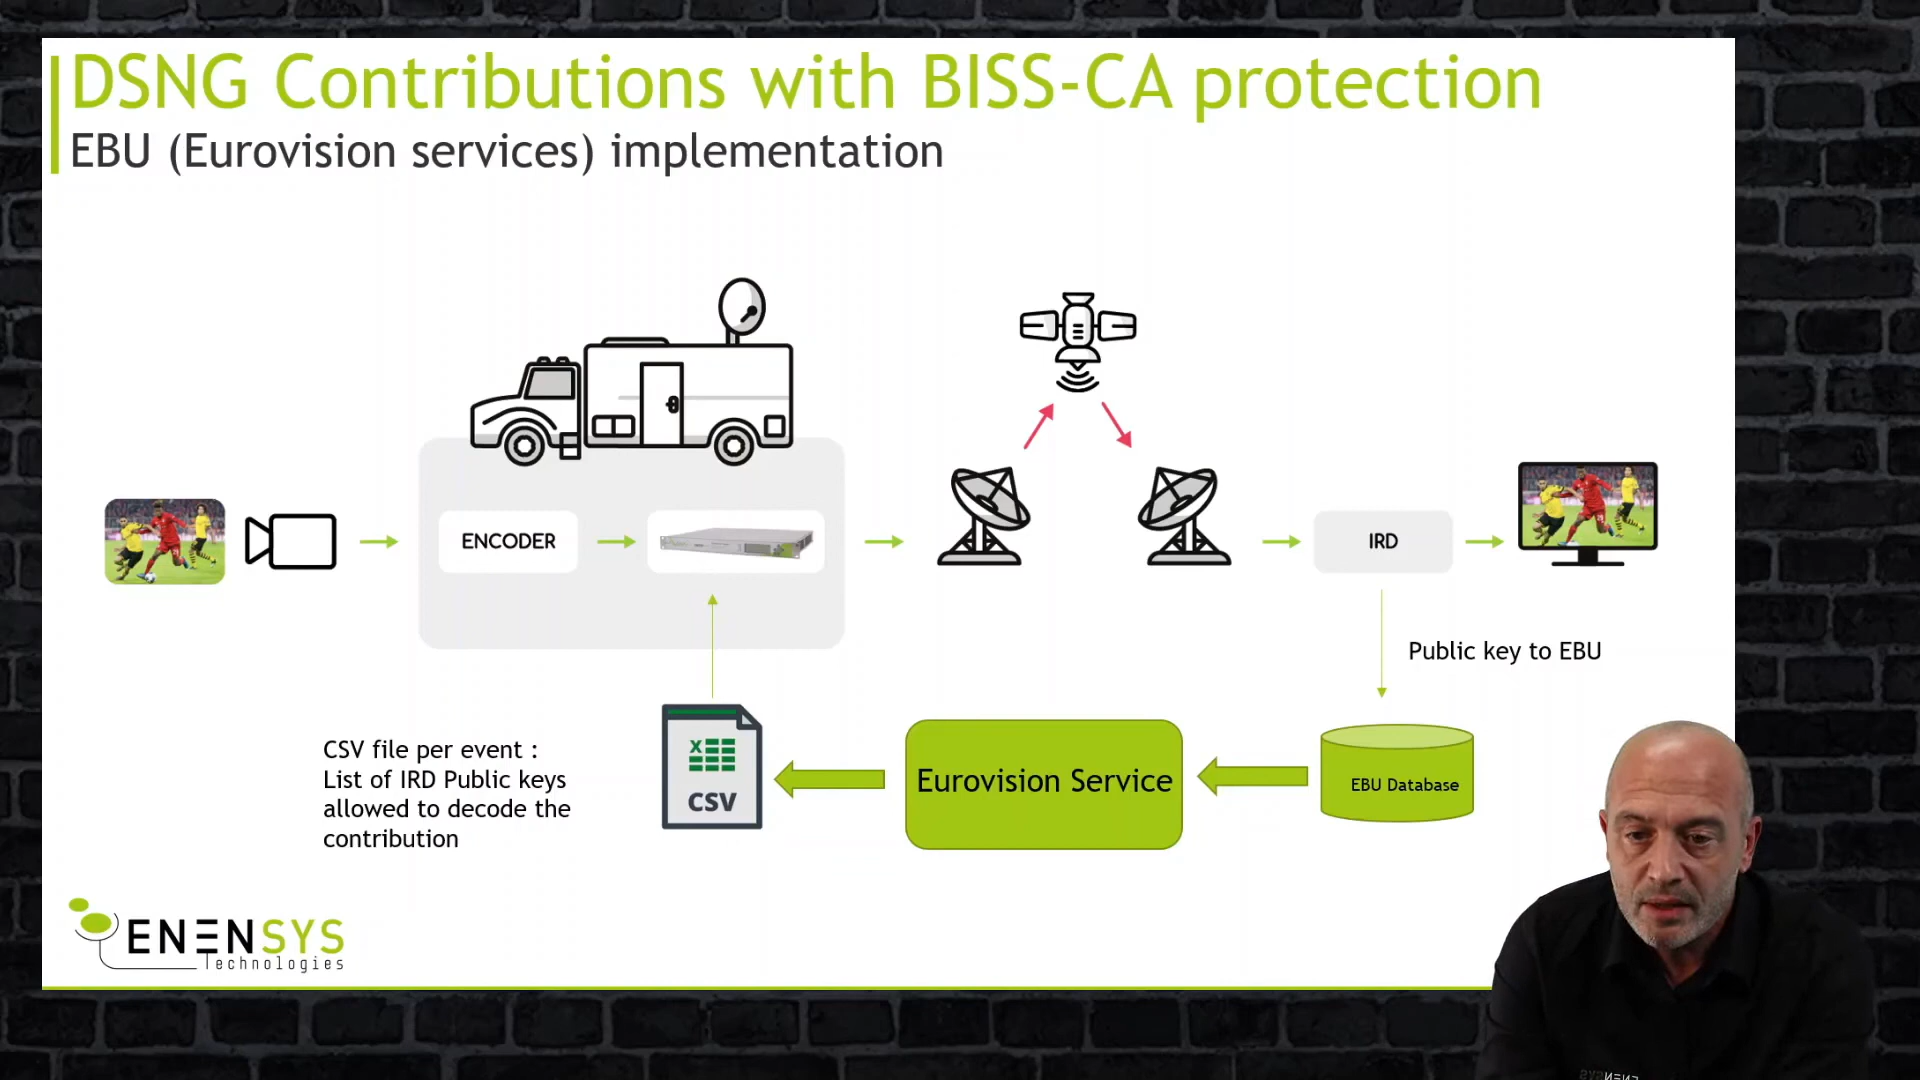 DSNG Contributions with BISS-CA protection
EBU (Eurovision services) implementation
ENCODER
IRD
Public key to EBU
CSV file per event :
List of IRD Public keys
allowed to decode the
contribution
X
CSV
Eurovision Service
EBU Database
ENENSYS
Technologies